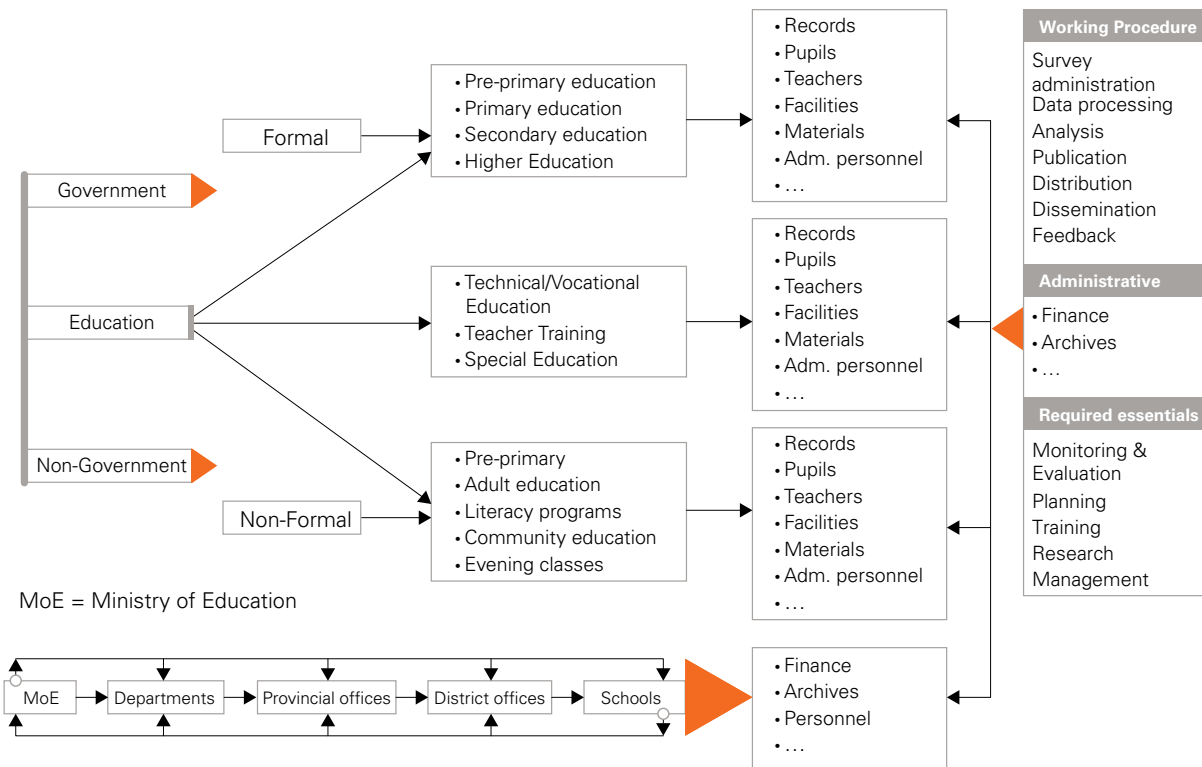 Government
Education
Non-Government
Formal
Non-Formal
• Pre-primary education
• Primary education
• Secondary education
• Higher Education
• Technical/Vocational
Education
• Teacher Training
• Special Education
• Pre-primary
• Adult education
• Literacy programs
• Community education
• Evening classes
• Records
• Pupils
• Teachers
• Facilities
• Materials
• Adm. personnel
• …
• Records
• Pupils
• Teachers
• Facilities
• Materials
• Adm. personnel
• …
• Records
• Pupils
• Teachers
• Facilities
• Materials
• Adm. personnel
• …
Working Procedure
Survey
administration
Data processing
Analysis
Publication
Distribution
Dissemination
Feedback
Administrative
• Finance
• Archives
• …
Required essentials
Monitoring &
Evaluation
Planning
Training
Research
Management
MoE = Ministry of Education
MoE
Departments
Provincial offices
District offices
Schools
• Finance
• Archives
• Personnel
• …